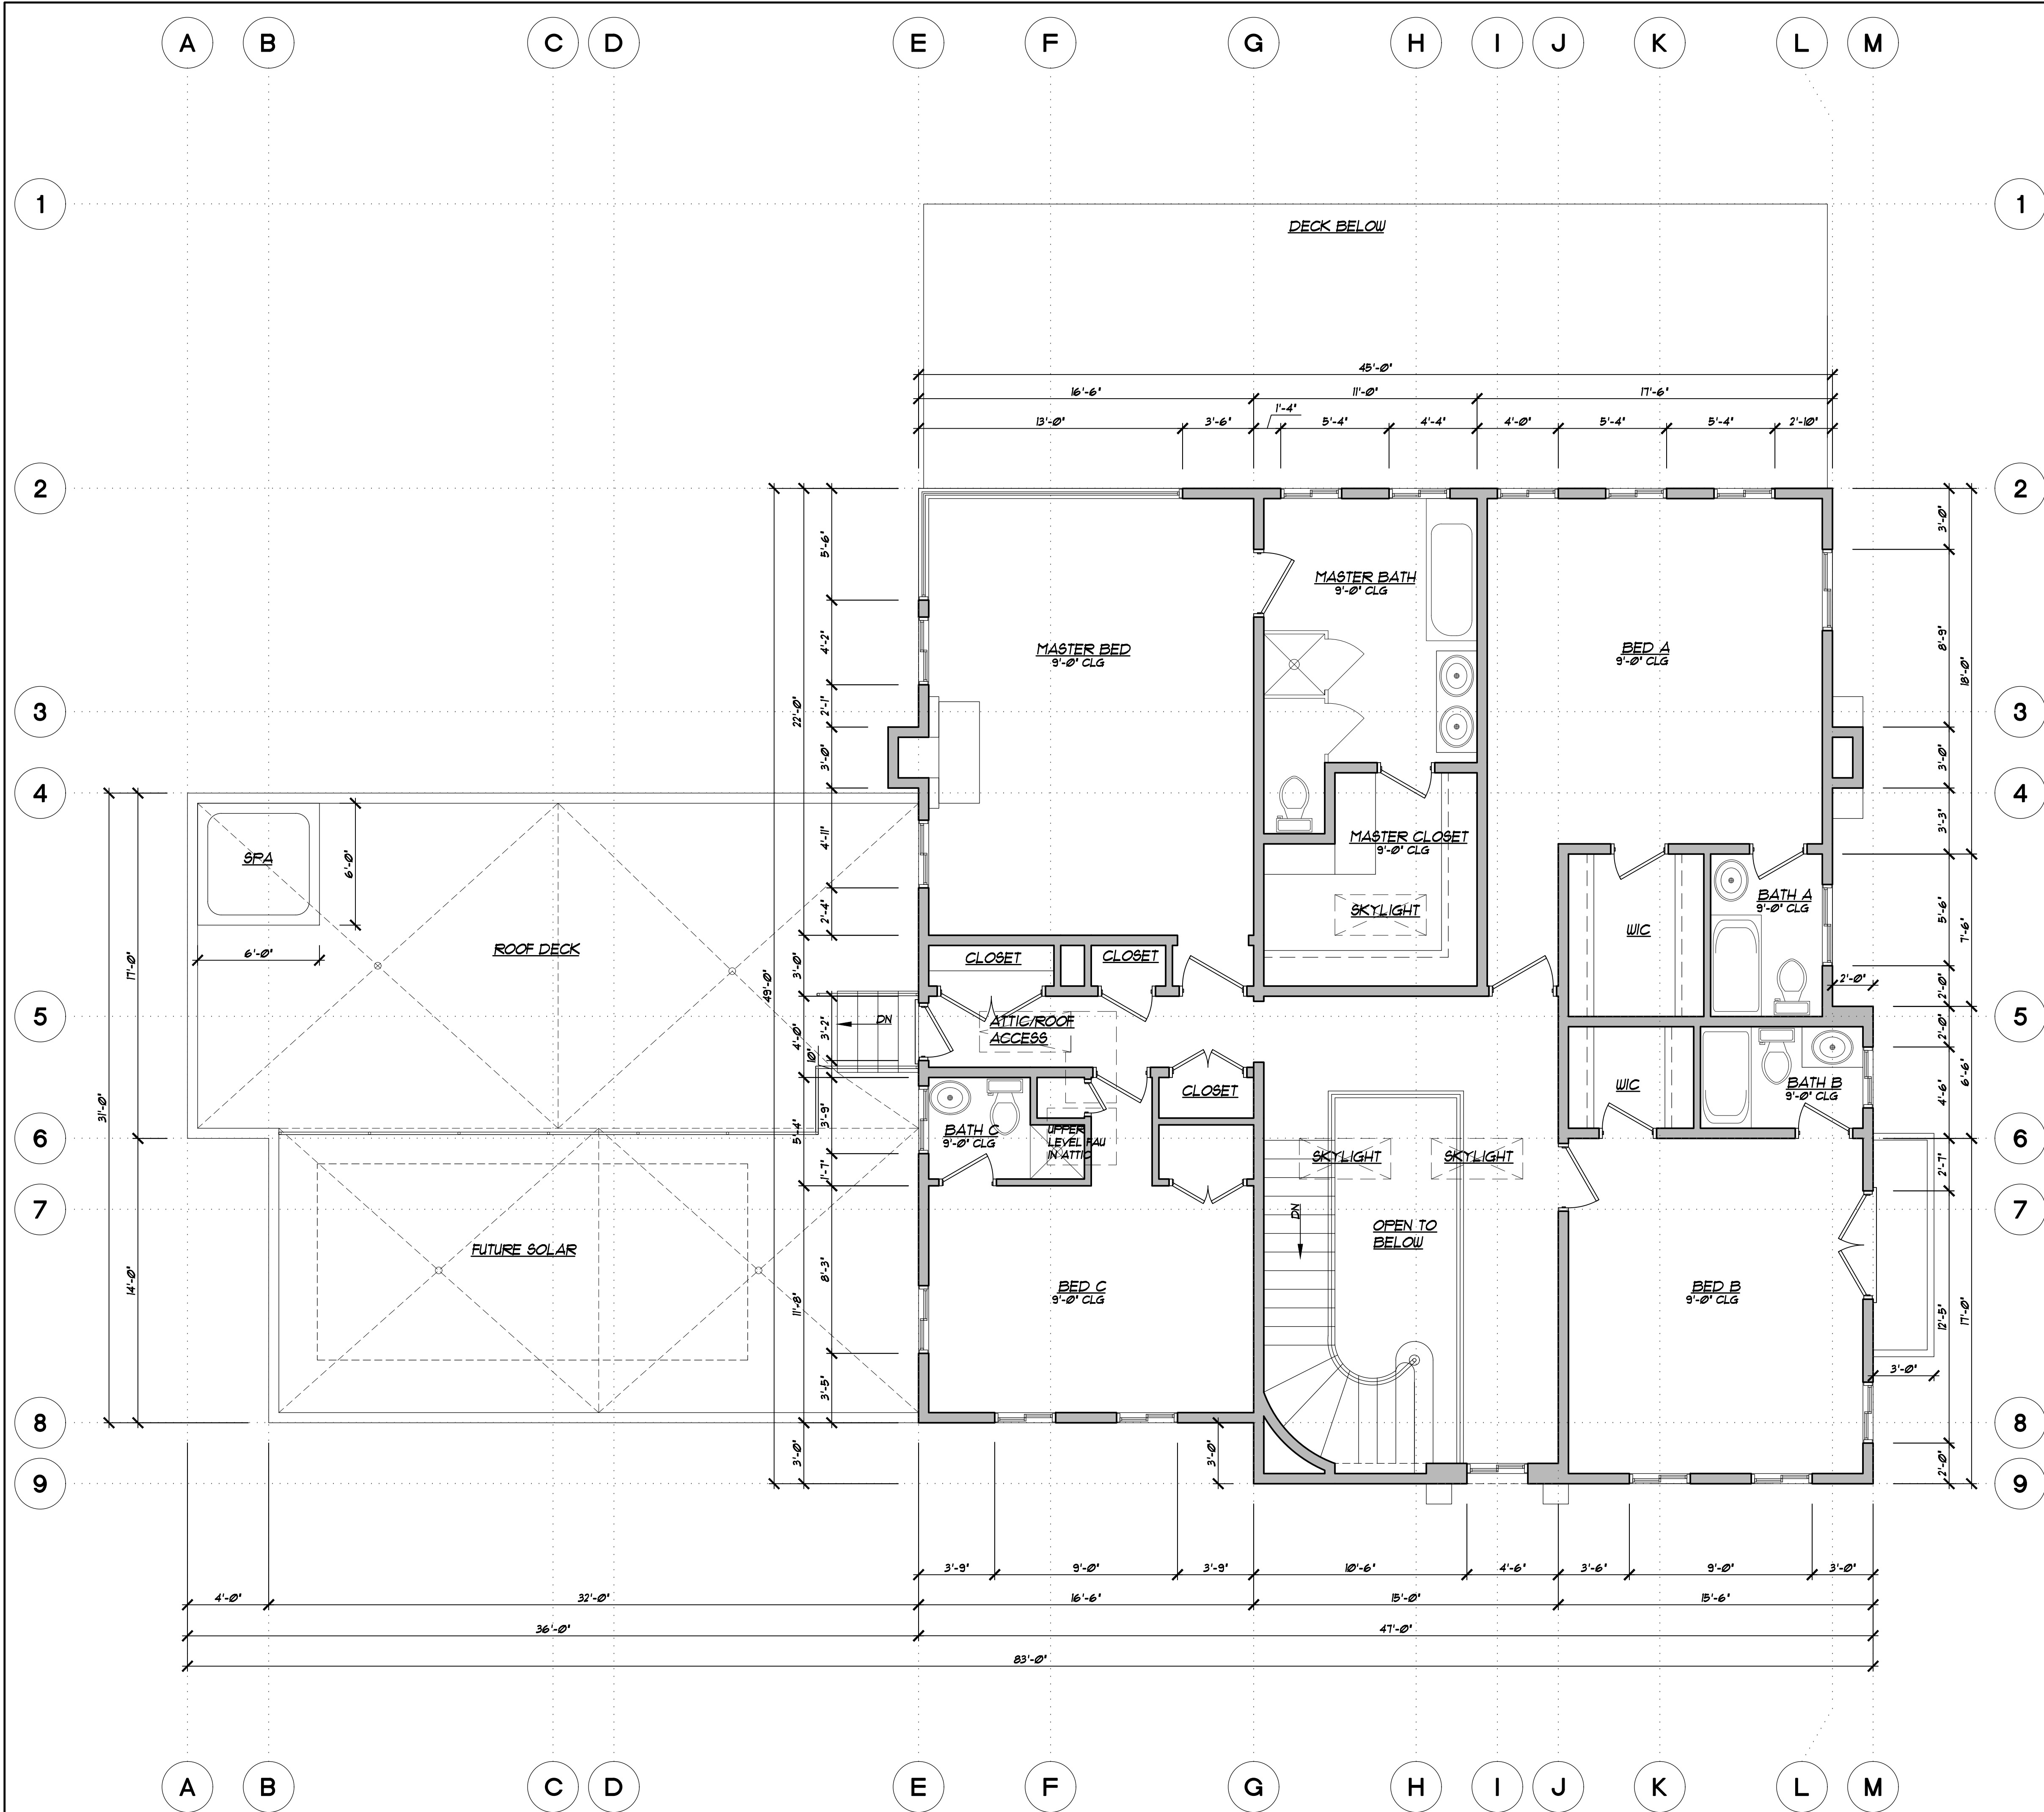 A B C D E F G H I J K L M
1 1
DECK BELOW
45'-0"
16'-6" 11'-0" 17'-6"
13'-0" 3'-6" 1'-4" 5'-4" 4'-4" 4'-0" 5'-4" 5'-4" 2'-10"
2 2
5'-6"
4'-2"
2'-1"
3'-0"
4'-11"
2'-4"
22'-0"
49'-0"
3'-0"
8'-9"
18'-0"
3'-0"
3'-3"
MASTER BATH
9'-0" CLG
MASTER BED
9'-0" CLG
BED A
9'-0" CLG
3 3
4 4
MASTER CLOSET
9'-0" CLG
SKYLIGHT
SPA
6'-0"
6'-0"
ROOF DECK
17'-0"
31'-0"
14'-0"
BATH A
9'-0" CLG
WIC
5'-6"
7'-6"
2'-0"
2'-0"
CLOSET
CLOSET
3'-0"
4'-0"
3'-2"
10"
DN
ATTIC/ROOF
ACCESS
5 5
2'-0"
4'-6"
6'-6"
CLOSET
WIC
BATH B
9'-0" CLG
BATH C
9'-0" CLG
UPPER
LEVEL FAU
IN ATTIC
5'-4"
3'-9"
1'-7"
6 6
SKYLIGHT
SKYLIGHT
2'-7"
7 7
DN
OPEN TO
BELOW
FUTURE SOLAR
8'-3"
11'-8"
3'-5"
BED C
9'-0" CLG
BED B
9'-0" CLG
12'-5"
17'-0"
3'-0"
2'-0"
8 8
3'-0"
3'-0"
9 9
3'-9" 9'-0" 3'-9" 10'-6" 4'-6" 3'-6" 9'-0" 3'-0"
4'-0" 32'-0" 16'-6" 15'-0" 15'-6"
36'-0" 47'-0"
83'-0"
A B C D E F G H I J K L M